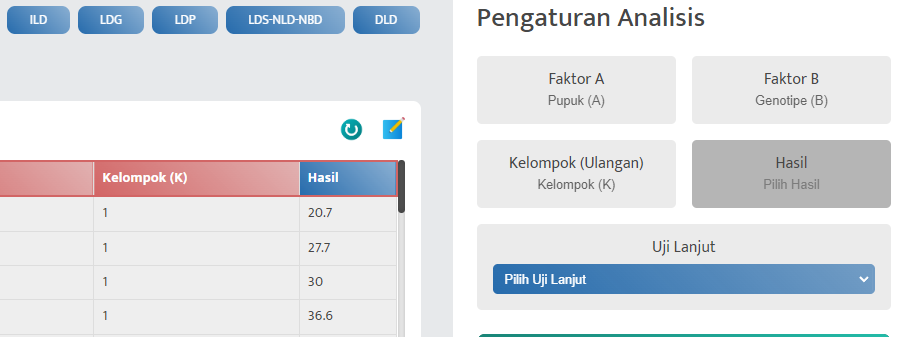 ILD
LDG
LDP
LDS-NLD-NBD
DLD
Kelompok (K)
Hasil
1
20.7
1
27.7
1
30
1
36.6
Pengaturan Analisis
Faktor A
Pupuk (A)
Faktor B
Genotipe (B)
Kelompok (Ulangan)
Kelompok (K)
Hasil
Pilih Hasil
Uji Lanjut
Pilih Uji Lanjut